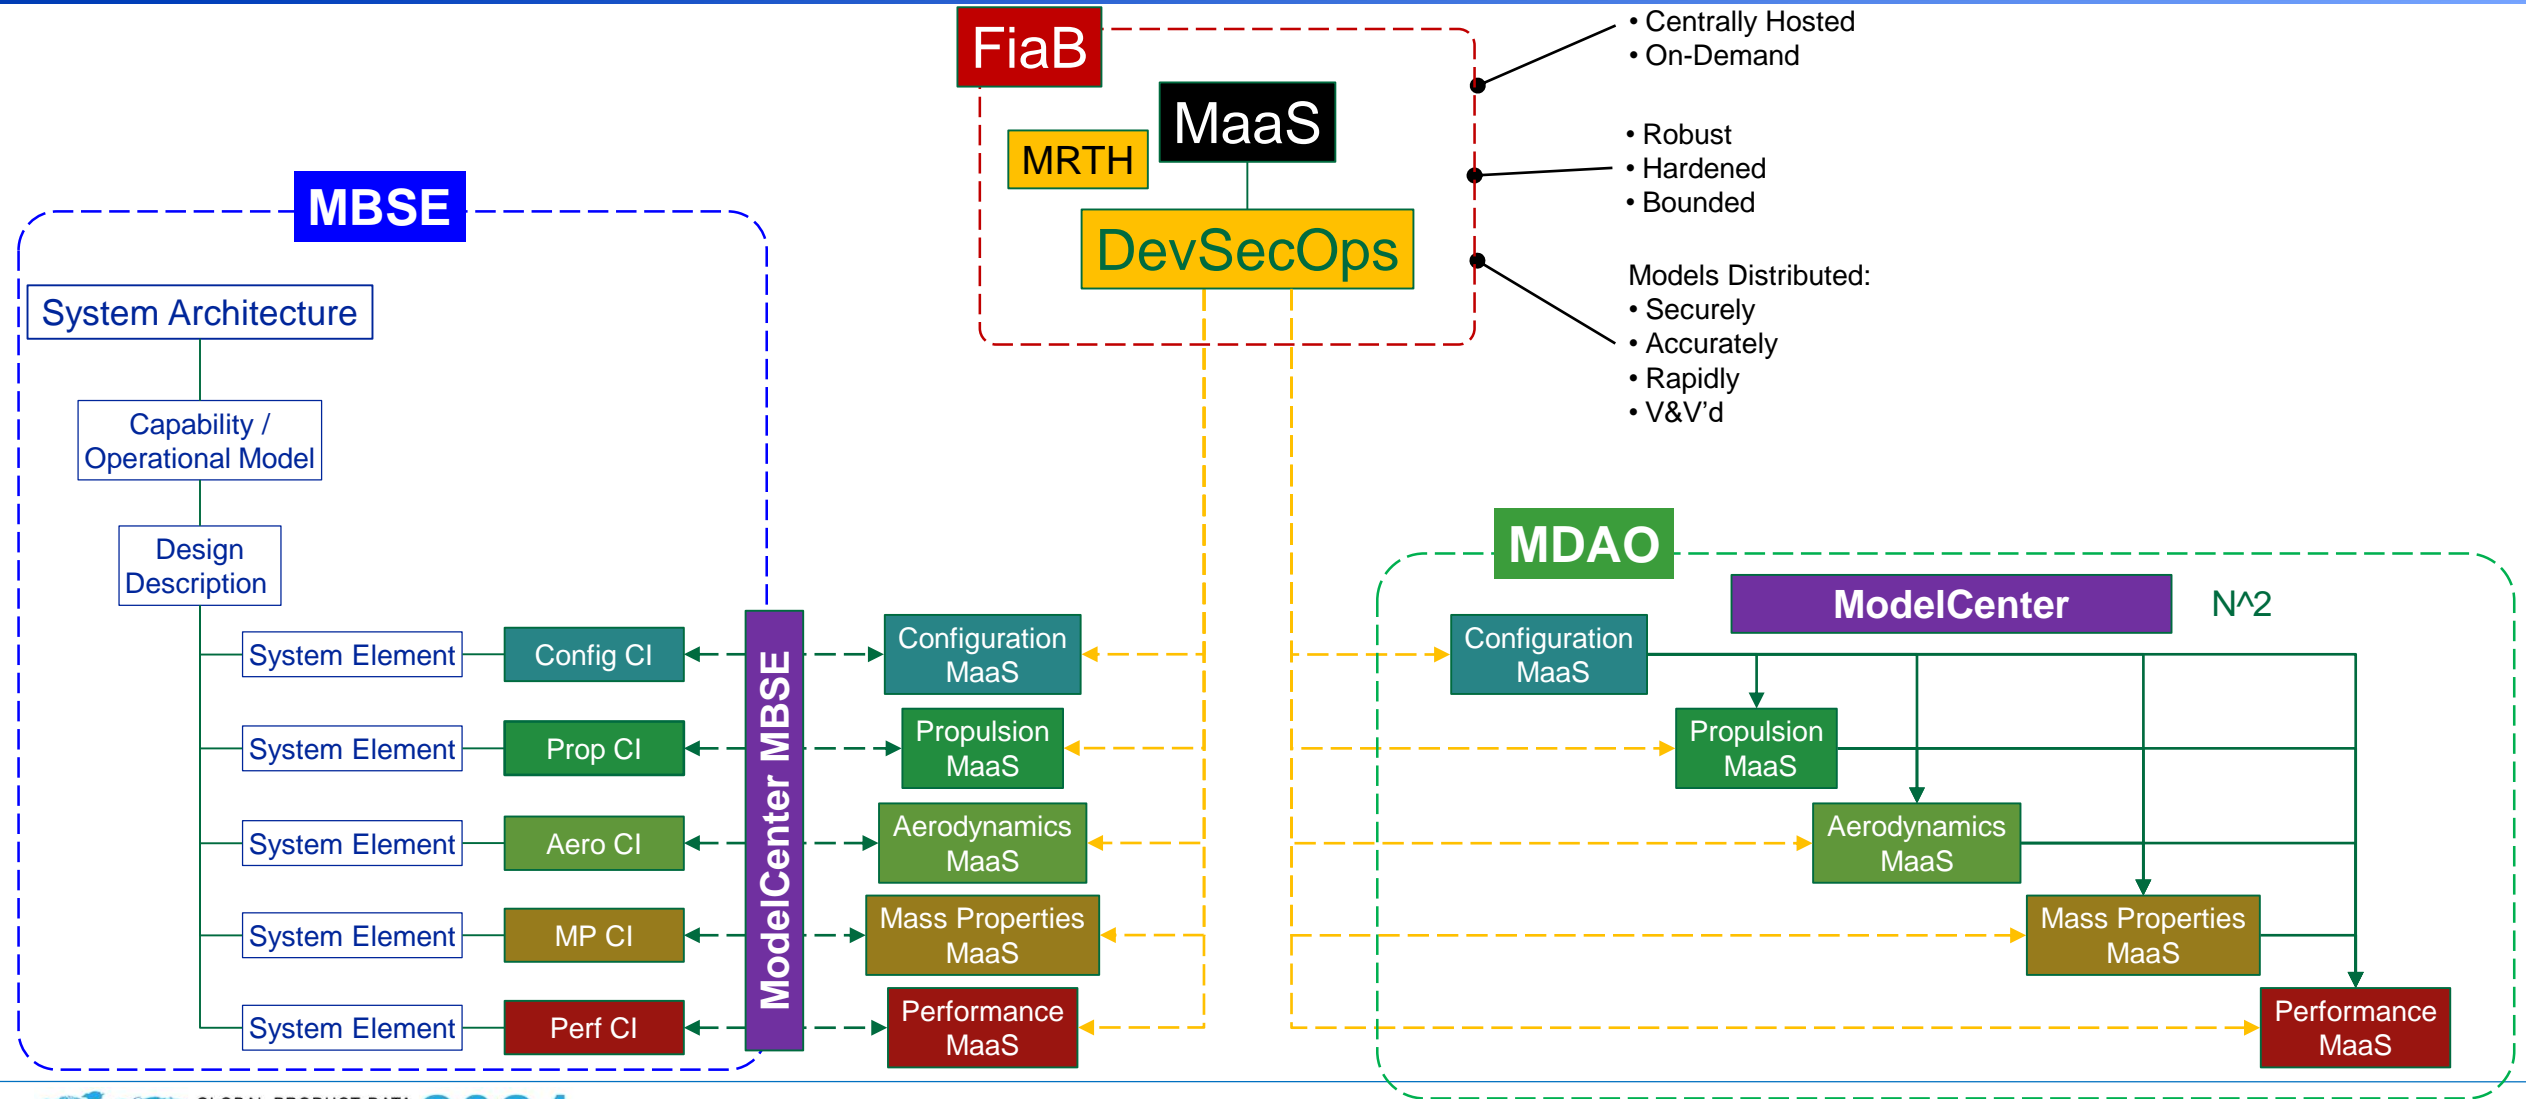 FiaB
MaaS
MRTH
DevSecOps
• Centrally Hosted
• On-Demand
• Robust
• Hardened
• Bounded
Models Distributed:
• Securely
• Accurately
• Rapidly
• V&V’d
MBSE
System Architecture
Capability /
Operational Model
Design
Description
System Element
Config CI
System Element
Prop CI
System Element
Aero CI
System Element
MP CI
System Element
Perf CI
ModelCenter MBSE
Configuration
MaaS
Propulsion
MaaS
Aerodynamics
MaaS
Mass Properties
MaaS
Performance
MaaS
MDAO
ModelCenter
N^2
Configuration
MaaS
Propulsion
MaaS
Aerodynamics
MaaS
Mass Properties
MaaS
Performance
MaaS
GLOBAL PRODUCT DATA